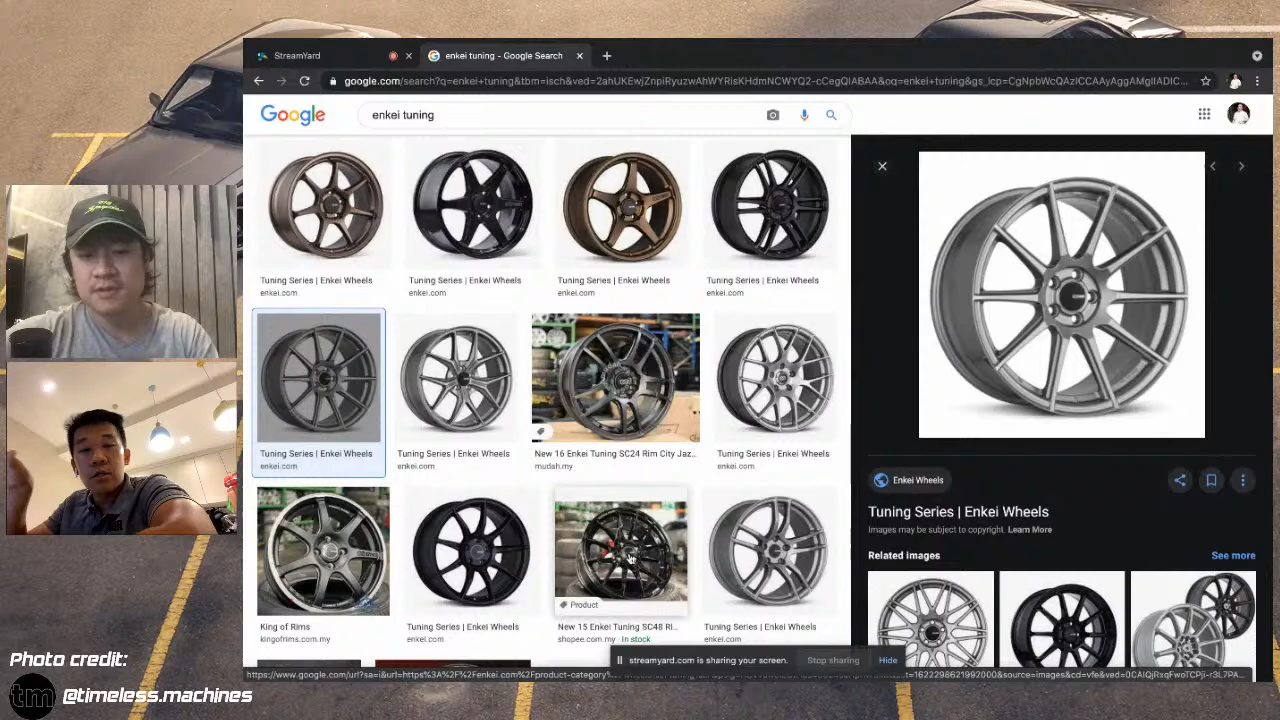 StreamYard
enkei tuning - Google Search
google.com/search?q=enkei+tuning&tbm=isch&ved=2ahUKEwjZnpiRyuzwAhWYRisKHdmNCWYQ2-cCegQIABAA&oq=enkei+tuning&gs_lcp=CgNpbWcQAzICCAAyAggAMgIIADIC...
Google
enkei tuning
Tuning Series | Enkei Wheels
enkei.com
Tuning Series | Enkei Wheels
enkei.com
Tuning Series | Enkei Wheels
enkei.com
Tuning Series | Enkei Wheels
enkei.com
Tuning Series | Enkei Wheels
enkei.com
Tuning Series | Enkei Wheels
enkei.com
New 16 Enkei Tuning SC24 Rim City Jaz...
mudah.my
Tuning Series | Enkei Wheels
enkei.com
King of Rims
kingofrims.com.my
Tuning Series | Enkei Wheels
enkei.com
Product
New 15 Enkei Tuning SC48 Ri...
shopee.com.my In stock
Tuning Series | Enkei Wheels
enkei.com
Enkei Wheels
Tuning Series | Enkei Wheels
Images may be subject to copyright. Learn More
Related images
See more
streamyard.com is sharing your screen.
Stop sharing
Hide
Photo credit:
tm
@timeless.machines